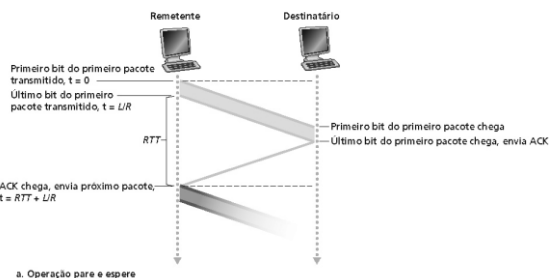 Remetente
Destinatário
Primeiro bit do primeiro pacote
transmitido, t = 0
Último bit do primeiro
pacote transmitido, t = L/R
Primeiro bit do primeiro pacote chega
Último bit do primeiro pacote chega, envia ACK
RTT
ACK chega, envia próximo pacote,
t = RTT + L/R
a. Operação pare e espere